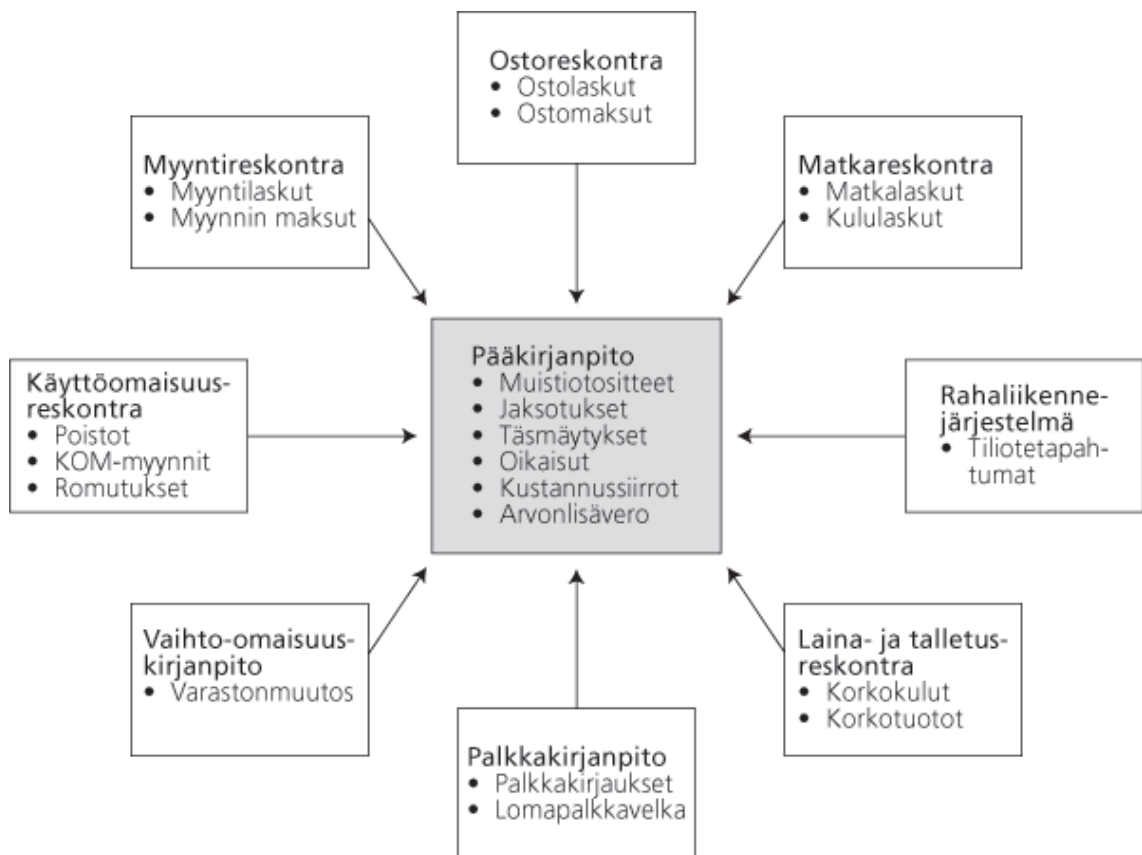 Ostoreskontra
• Ostolaskut
• Ostomaksut
Myyntireskontra
• Myyntilaskut
• Myynnin maksut
Matkareskontra
• Matkalaskut
• Kululaskut
Käyttöomaisuus-
reskontra
• Poistot
• KOM-myynnit
• Romutukset
Pääkirjanpito
• Muistiotositteet
• Jaksotukset
• Täsmäytykset
• Oikaisut
• Kustannussiirrot
• Arvonlisävero
Rahaliikenne-
järjestelmä
• Tiliotetapah-
tumat
Vaihto-omaisuus-
kirjanpito
• Varastonmuutos
Palkkakirjanpito
• Palkkakirjaukset
• Lomapalkkavelka
Laina- ja talletus-
reskontra
• Korkokulut
• Korkotuotot